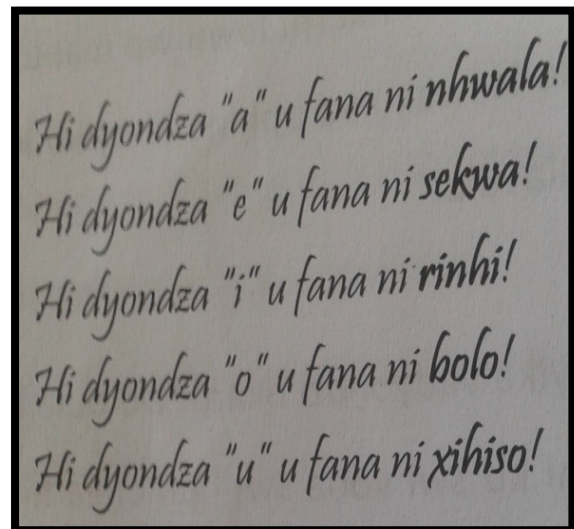 Hi dyondza "a" u fana ni nhwala!
Hi dyondza "e" u fana ni sekwa!
Hi dyondza "i" u fana ni rinhi!
Hi dyondza "o" u fana ni bolo!
Hi dyondza "u" u fana ni xihiso!